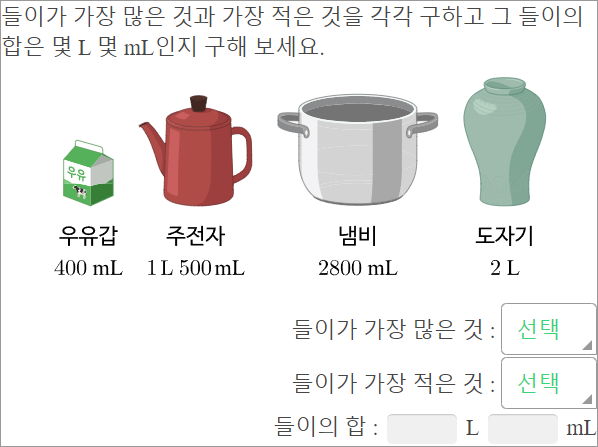 들이가 가장 많은 것과 가장 적은 것을 각각 구하고 그 들이의
합은 몇 L 몇 mL인지 구해 보세요.
우유
우유갑 주전자 냄비 도자기
400 mL 1 L 500 mL 2800 mL 2 L
들이가 가장 많은 것 : 선택
들이가 가장 적은 것 : 선택
들이의 합 : L mL